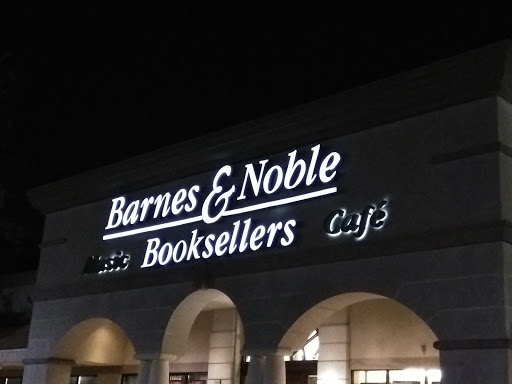 Barnes & Noble
Music Booksellers Café